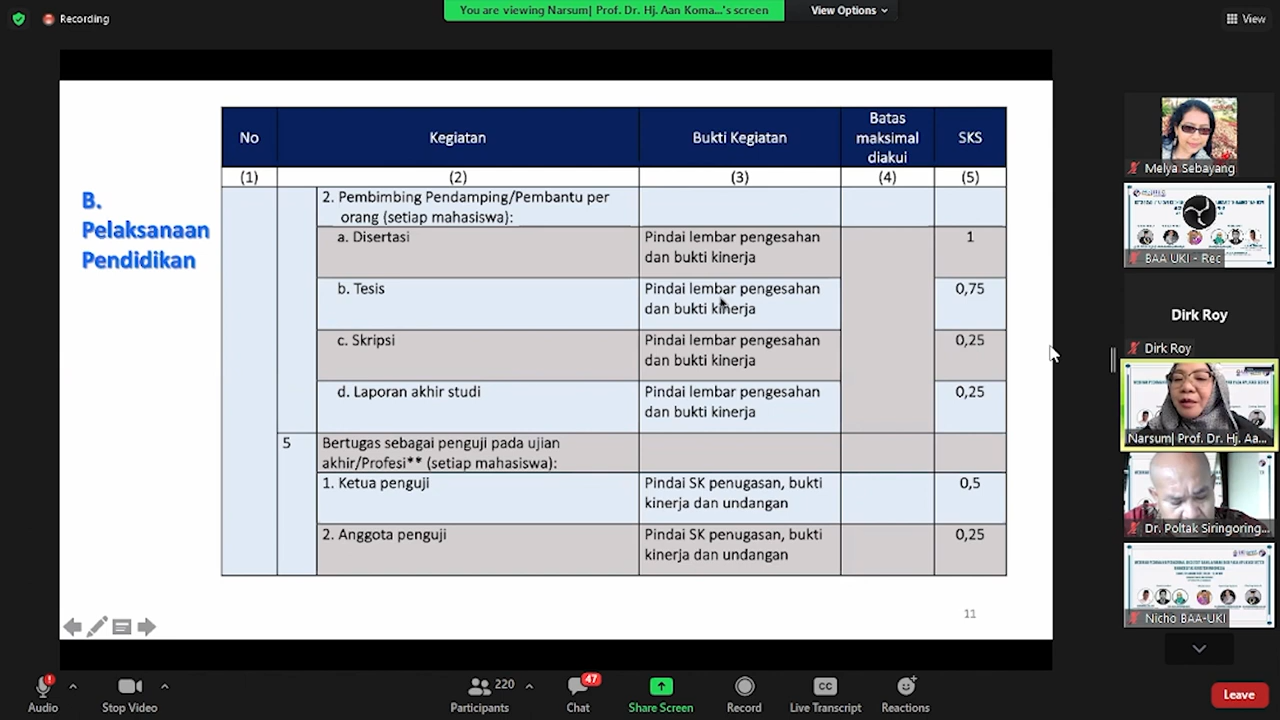 Recording
You are viewing Narsum| Prof. Dr. Hj. Aan Koma...'s screen
View Options
View
B.
Pelaksanaan
Pendidikan
No
Kegiatan
Bukti Kegiatan
Batas
maksimal
diakui
SKS
(1)
(2)
(3)
(4)
(5)
2. Pembimbing Pendamping/Pembantu per
orang (setiap mahasiswa):
a. Disertasi
Pindai lembar pengesahan
dan bukti kinerja
1
b. Tesis
Pindai lembar pengesahan
dan bukti kinerja
0,75
c. Skripsi
Pindai lembar pengesahan
dan bukti kinerja
0,25
d. Laporan akhir studi
Pindai lembar pengesahan
dan bukti kinerja
0,25
5
Bertugas sebagai penguji pada ujian
akhir/Profesi** (setiap mahasiswa):
1. Ketua penguji
Pindai SK penugasan, bukti
kinerja dan undangan
0,5
2. Anggota penguji
Pindai SK penugasan, bukti
kinerja dan undangan
0,25
11
Melya Sebayang
BAA UKI - Rec
Dirk Roy
Dirk Roy
Narsum| Prof. Dr. Hj. Aa...
Dr. Poltak Siringoring...
Nicho BAA-UKI
Audio
Stop Video
220
Participants
47
Chat
Share Screen
Record
CC
Live Transcript
Reactions
Leave